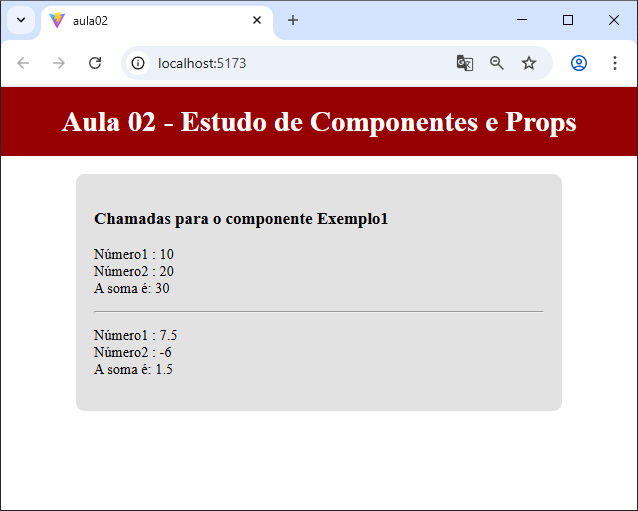 aula02
localhost:5173
Aula 02 - Estudo de Componentes e Props
Chamadas para o componente Exemplo1
Número1 : 10
Número2 : 20
A soma é: 30
Número1 : 7.5
Número2 : -6
A soma é: 1.5